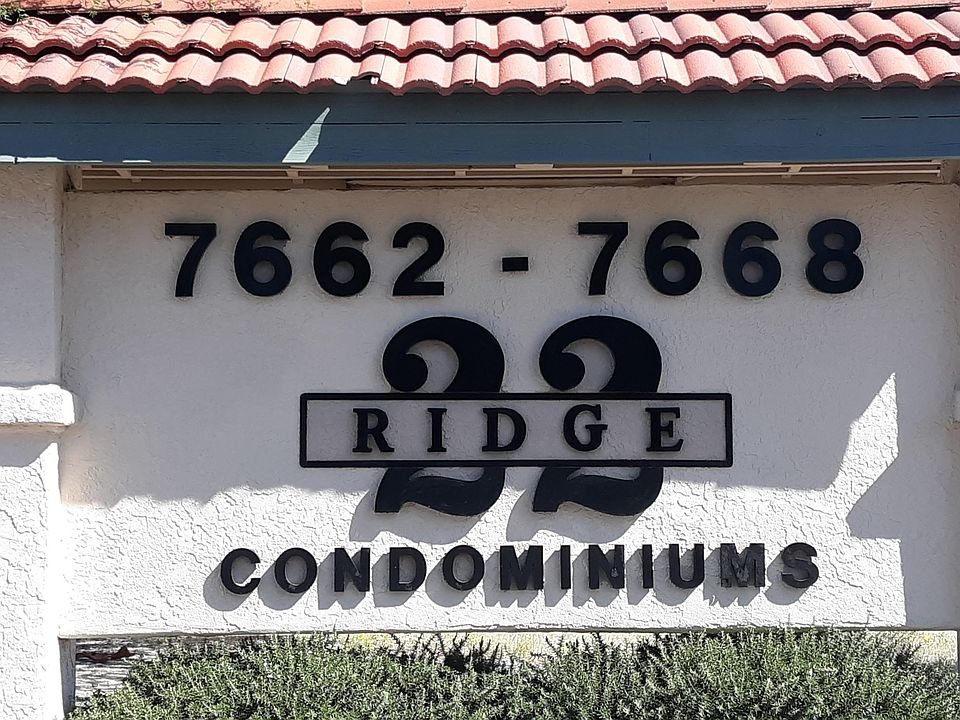 7662 - 7668
22
RIDGE
CONDOMINIUMS